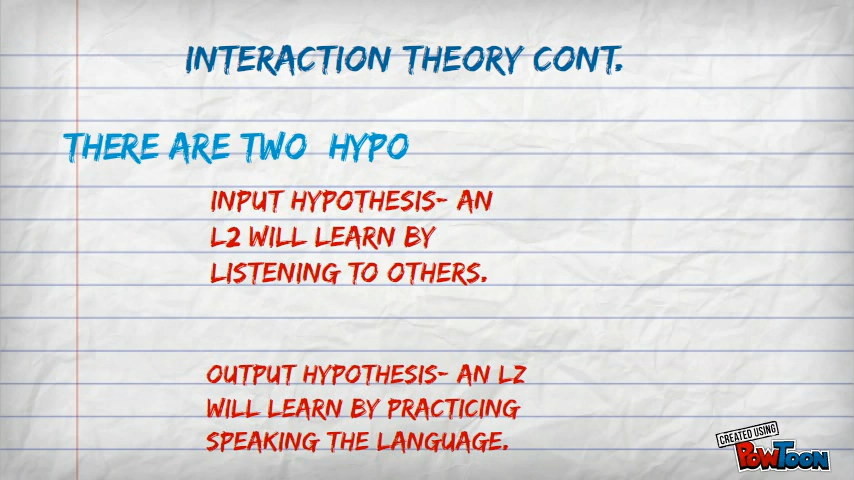 INTERACTION THEORY CONT.
THERE ARE TWO HYPO
INPUT HYPOTHESIS- AN
L2 WILL LEARN BY
LISTENING TO OTHERS.
OUTPUT HYPOTHESIS- AN L2
WILL LEARN BY PRACTICING
SPEAKING THE LANGUAGE.
CREATED USING
POWTOON